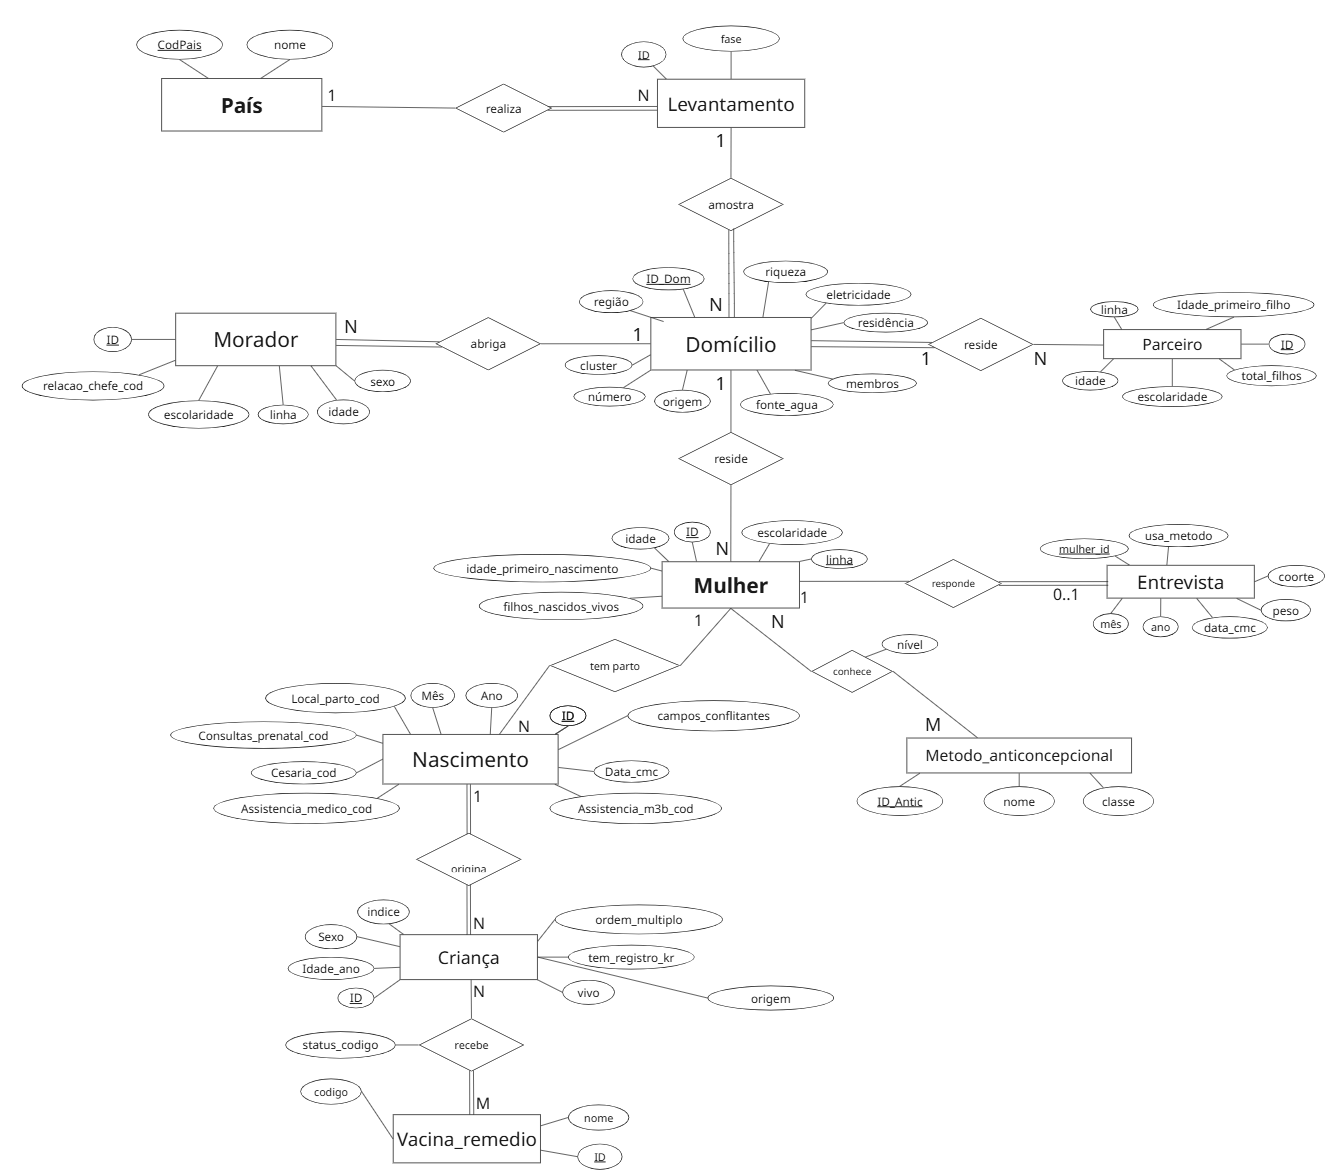 CodPais
nome
ID
fase
País
1
realiza
N
Levantamento
1
amostra
ID_Dom
riqueza
região
eletricidade
N
residência
Domícilio
Morador
N
ID
abriga
1
1
reside
N
linha
Idade_primeiro_filho
Parceiro
ID
relacao_chefe_cod
escolaridade
linha
idade
sexo
cluster
número
origem
1
fonte_agua
membros
idade
escolaridade
total_filhos
reside
N
idade
ID
escolaridade
linha
idade_primeiro_nascimento
filhos_nascidos_vivos
Mulher
1
responde
0..1
mulher_id
usa_metodo
Entrevista
coorte
peso
mês
ano
data_cmc
1
N
tem parto
conhece
nível
Local_parto_cod
Mês
Ano
ID
campos_conflitantes
N
M
Consultas_prenatal_cod
Nascimento
Metodo_anticoncepcional
Cesaria_cod
Data_cmc
Assistencia_medico_cod
1
Assistencia_m3b_cod
ID_Antic
nome
classe
origina
indice
N
ordem_multiplo
Sexo
Criança
tem_registro_kr
Idade_ano
ID
N
vivo
origem
status_codigo
recebe
codigo
M
nome
Vacina_remedio
ID